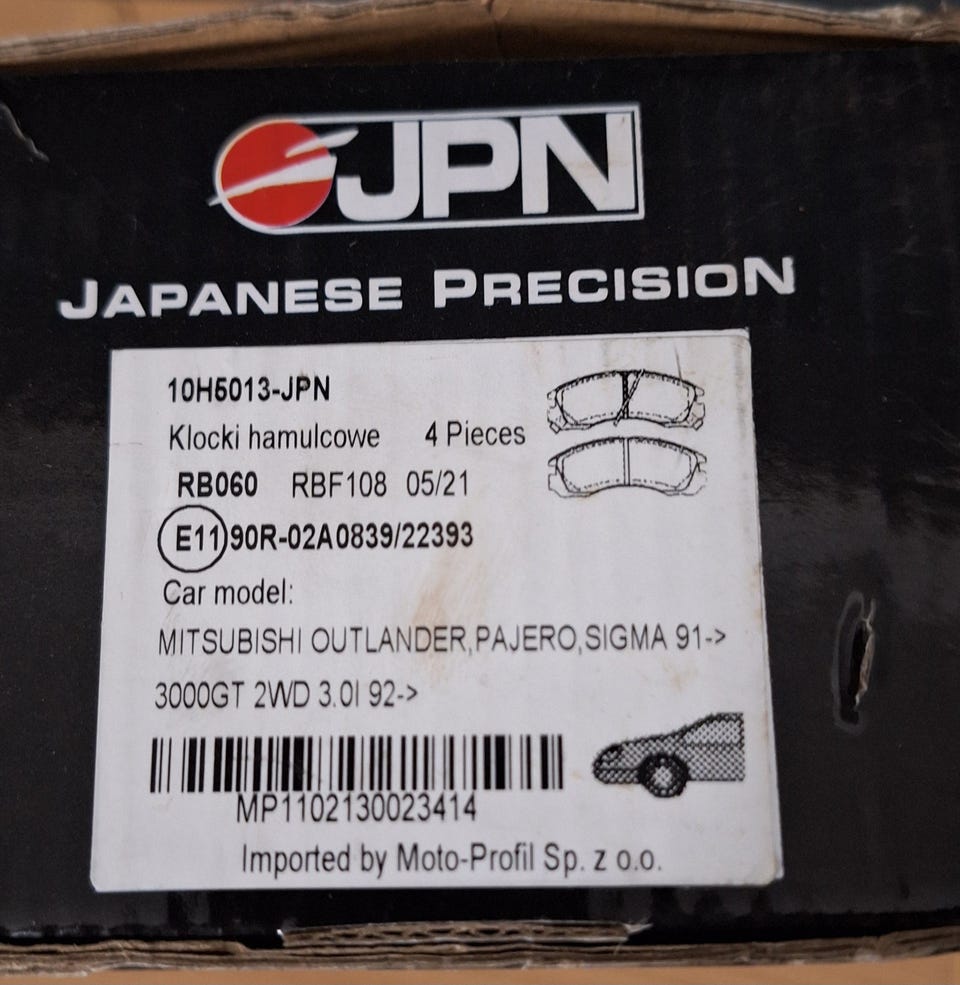 JPN
JAPANESE PRECISION
10H5013-JPN
Klocki hamulcowe 4 Pieces
RB060 RBF108 05/21
E11 90R-02A0839/22393
Car model:
MITSUBISHI OUTLANDER,PAJERO,SIGMA 91->
3000GT 2WD 3.0I 92->
MP1102130023414
Imported by Moto-Profil Sp. z o.o.